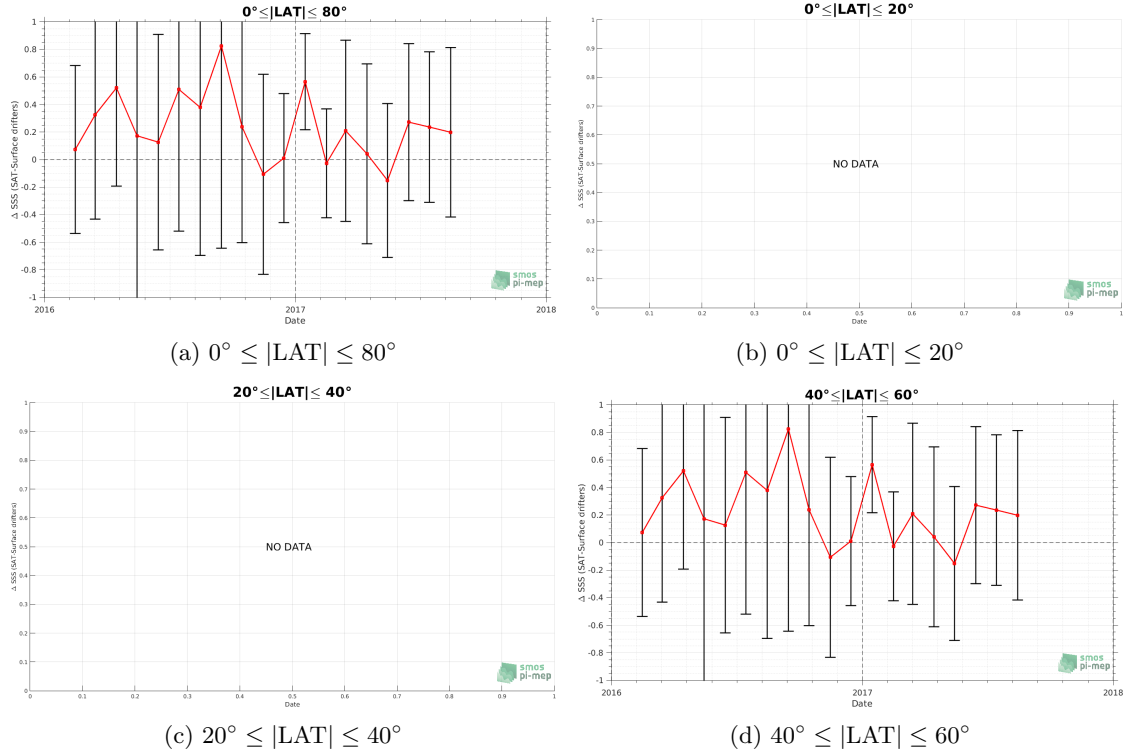 0°≤|LAT|≤ 80°
1
0.8
0.6
0.4
0.2
0
-0.2
-0.4
-0.6
-0.8
-1
Δ SSS (SAT-Surface drifters)
2016
2017
2018
Date
smos
pi-mep
(a) 0° ≤ |LAT| ≤ 80°
0°≤|LAT|≤ 20°
1
0.9
0.8
0.7
0.6
0.5
0.4
0.3
0.2
0.1
0
Δ SSS (SAT-Surface drifters)
NO DATA
0 0.1 0.2 0.3 0.4 0.5 0.6 0.7 0.8 0.9 1
Date
smos
pi-mep
(b) 0° ≤ |LAT| ≤ 20°
20°≤|LAT|≤ 40°
1
0.9
0.8
0.7
0.6
0.5
0.4
0.3
0.2
0.1
0
Δ SSS (SAT-Surface drifters)
NO DATA
0 0.1 0.2 0.3 0.4 0.5 0.6 0.7 0.8 0.9 1
Date
smos
pi-mep
(c) 20° ≤ |LAT| ≤ 40°
40°≤|LAT|≤ 60°
1
0.8
0.6
0.4
0.2
0
-0.2
-0.4
-0.6
-0.8
-1
Δ SSS (SAT-Surface drifters)
2016
2017
2018
Date
smos
pi-mep
(d) 40° ≤ |LAT| ≤ 60°